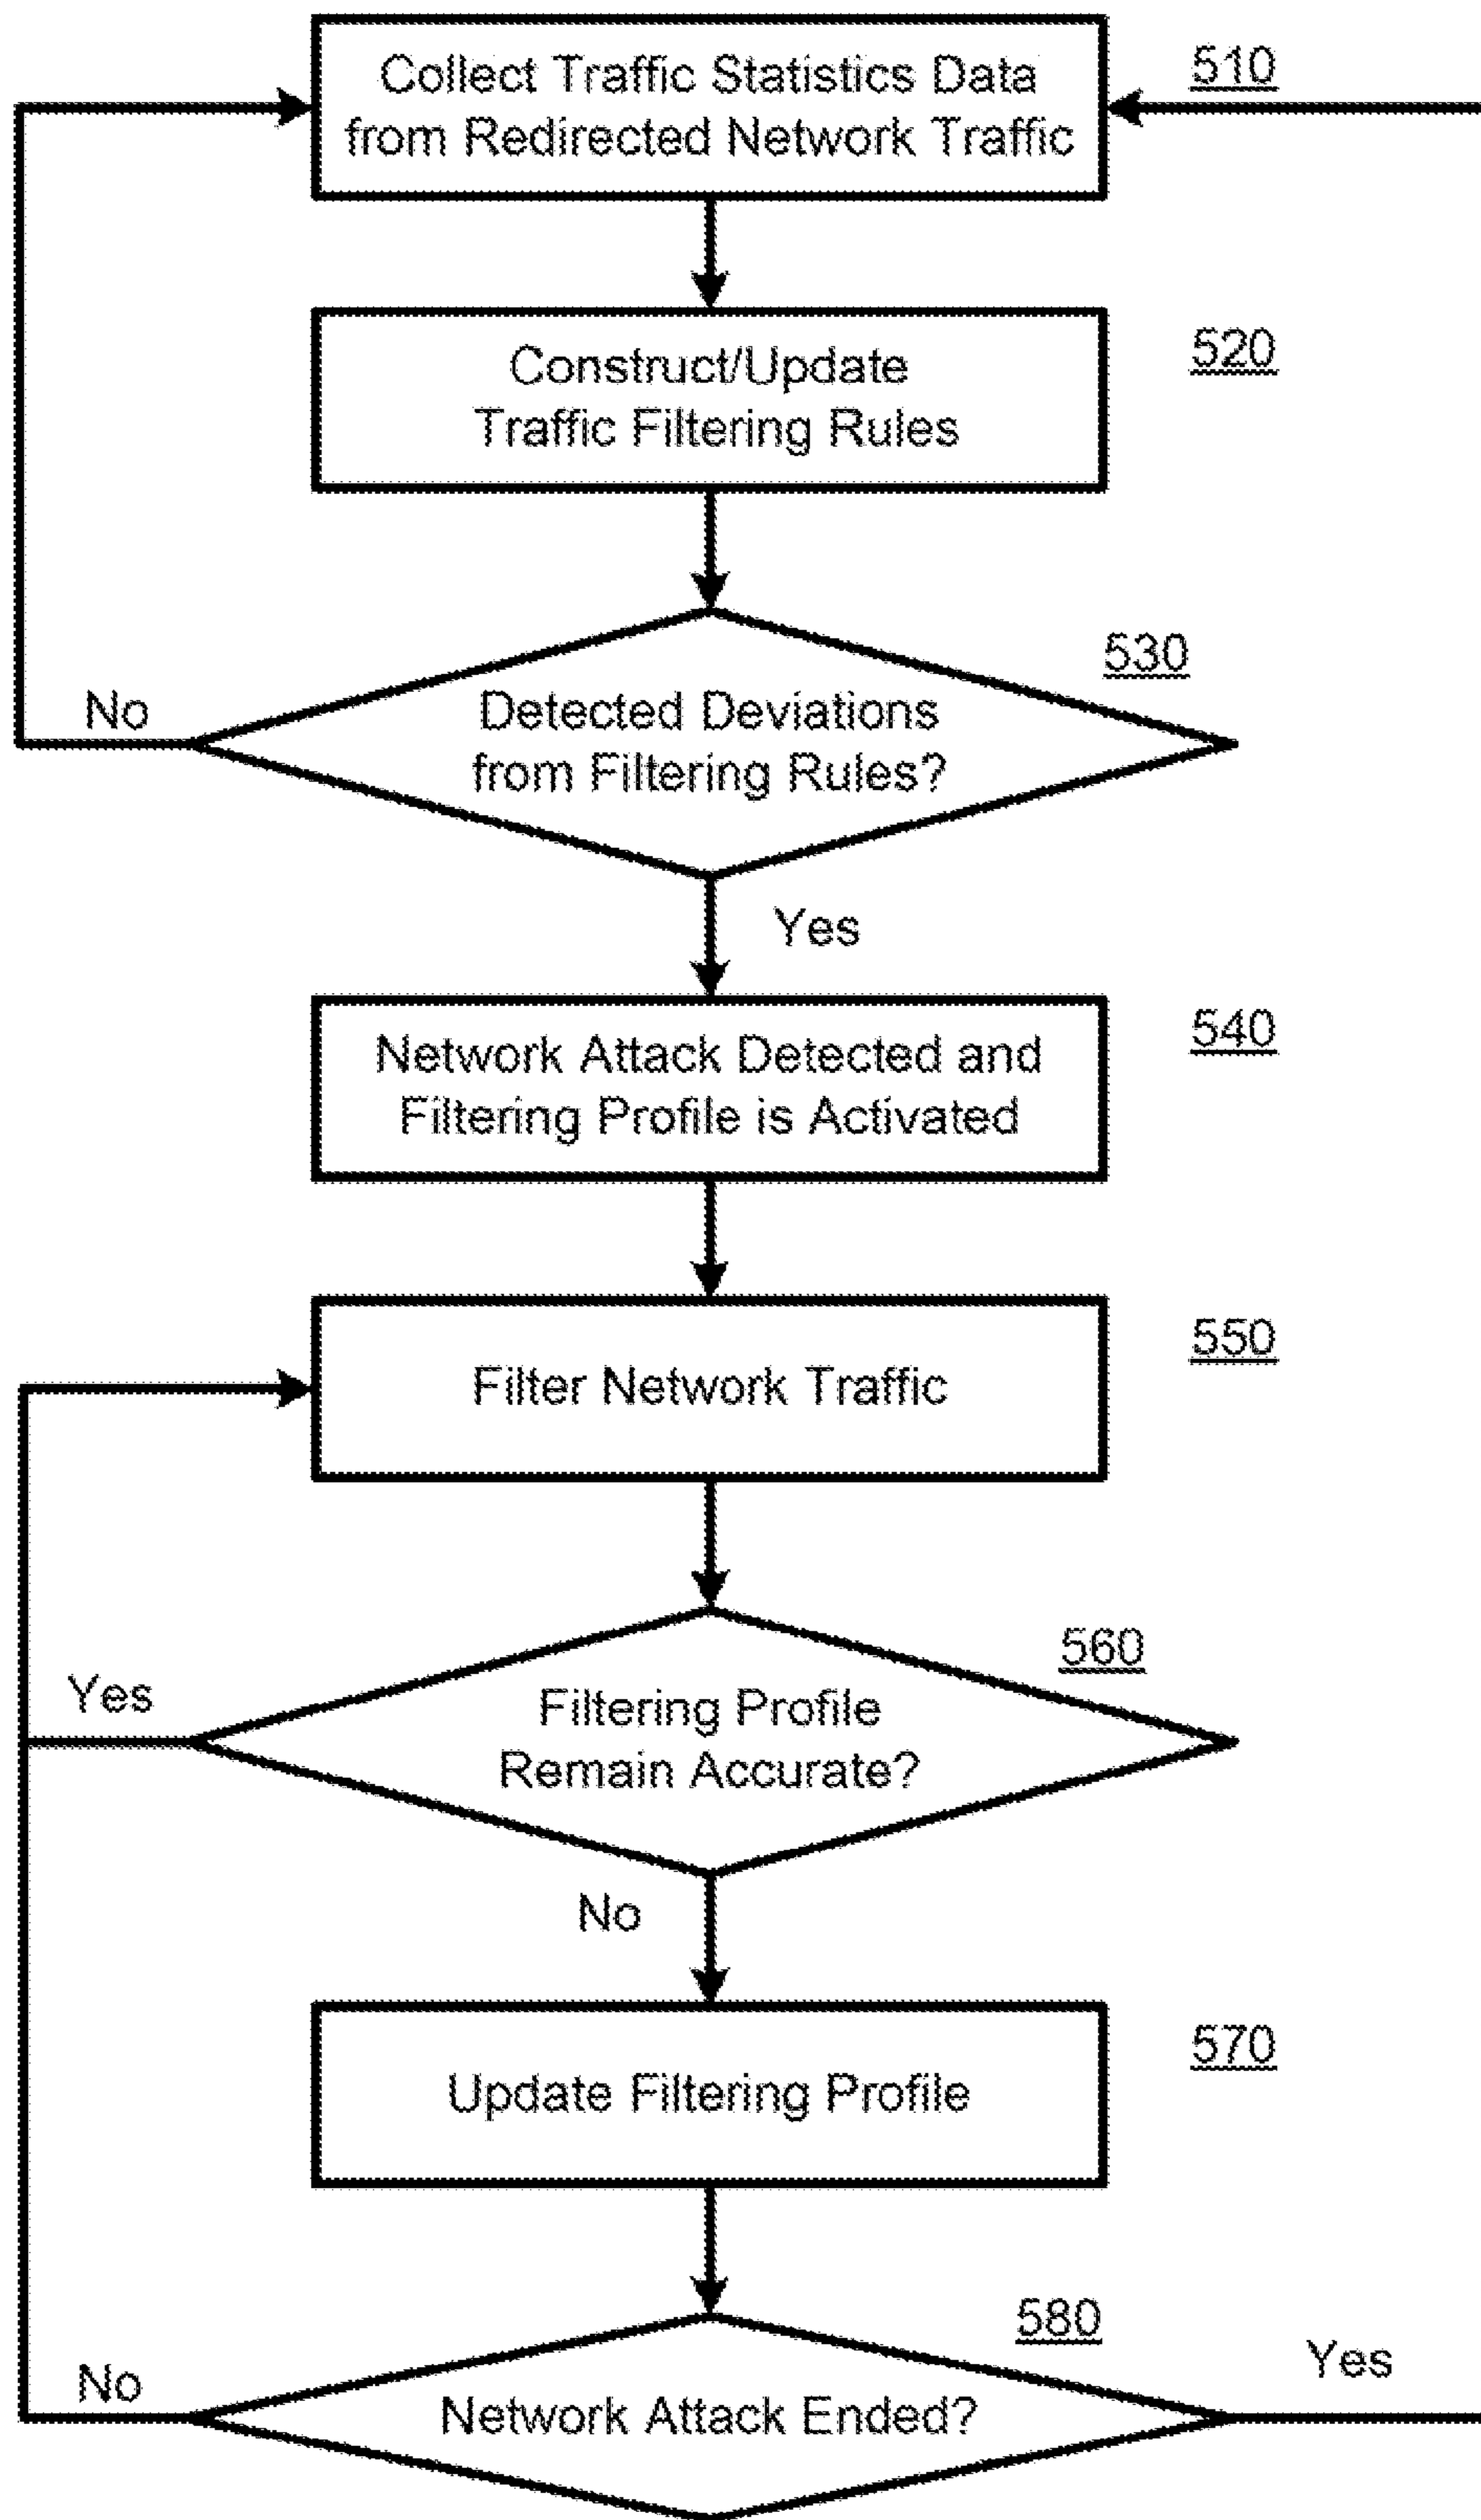 Collect Traffic Statistics Data
from Redirected Network Traffic
510
Construct/Update
Traffic Filtering Rules
520
530
No
Detected Deviations
from Filtering Rules?
Yes
Network Attack Detected and
Filtering Profile is Activated
540
Filter Network Traffic
550
560
Yes
Filtering Profile
Remain Accurate?
No
Update Filtering Profile
570
580
No
Network Attack Ended?
Yes